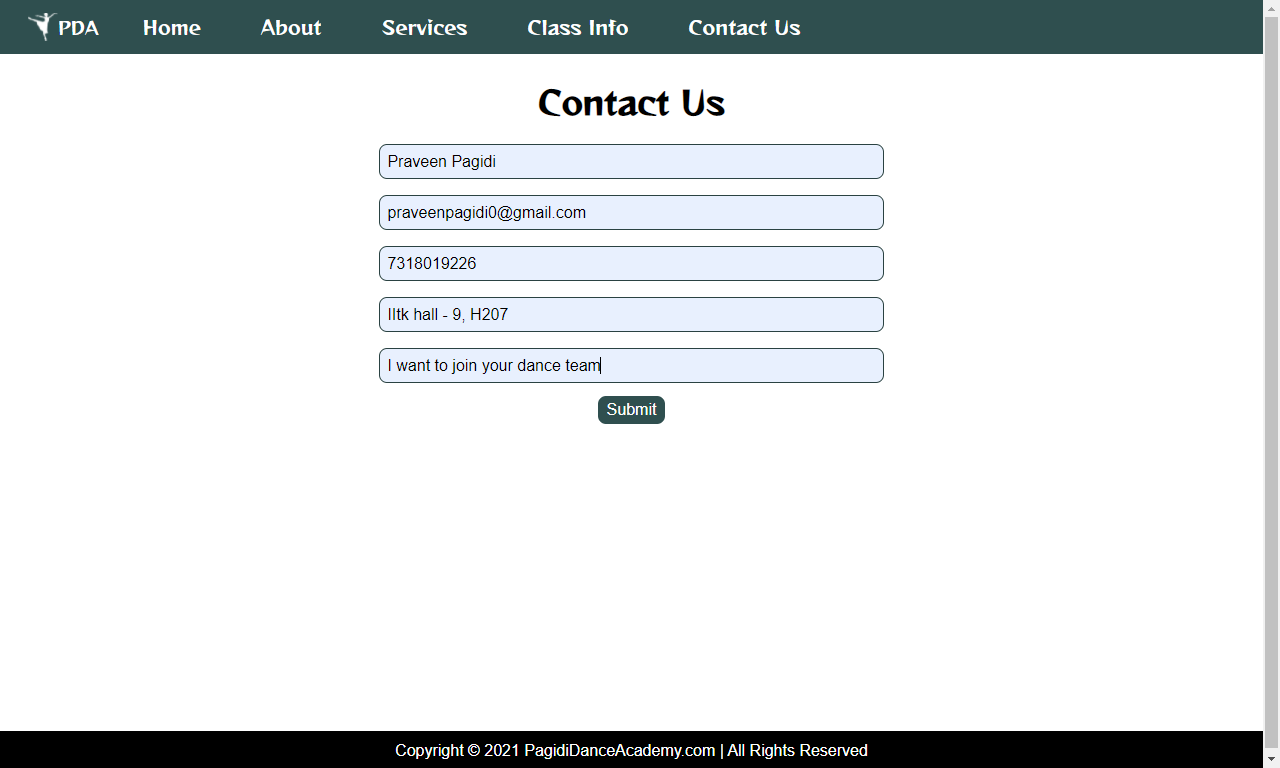 PDA Home About Services Class Info Contact Us
Contact Us
Praveen Pagidi
praveenpagidi0@gmail.com
7318019226
IItk hall - 9, H207
I want to join your dance team
Submit
Copyright © 2021 PagidiDanceAcademy.com | All Rights Reserved